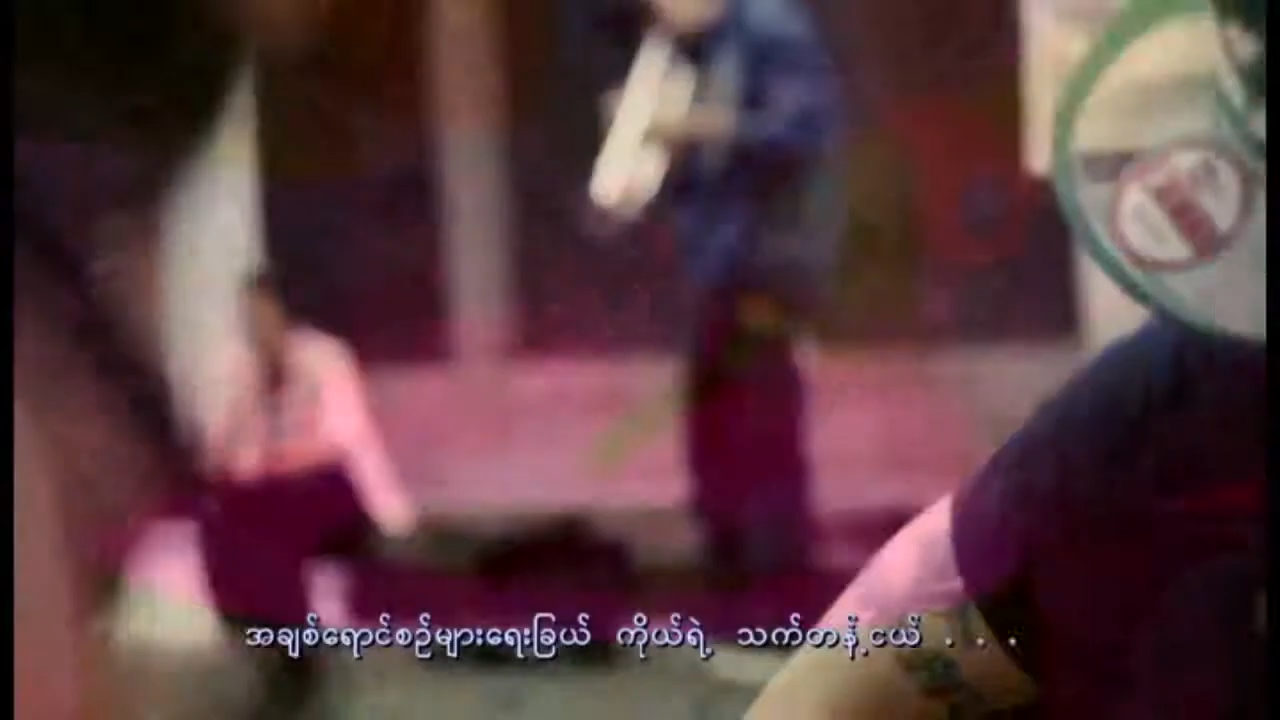 အချစ်ရောင်စဉ်များရေးခြယ် ကိုယ်ရဲ့ သက်တန့်ငယ် . . .